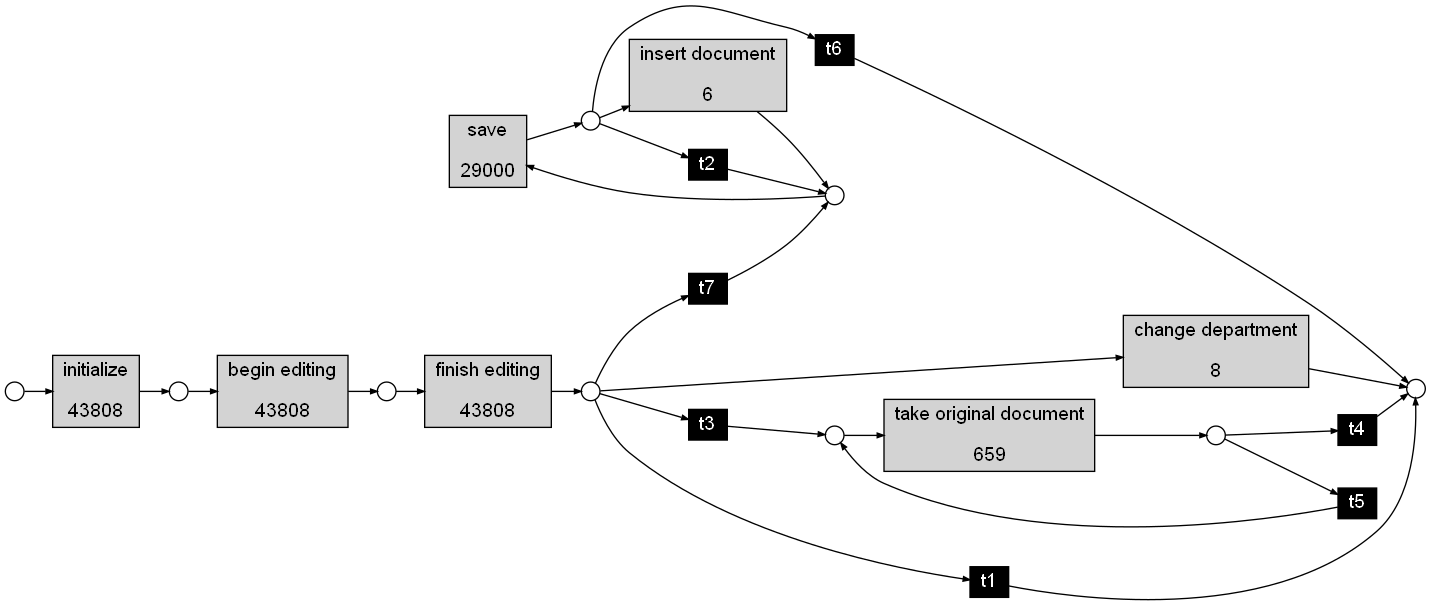 t6
insert document
6
save
29000
t2
t7
change department
8
initialize
43808
begin editing
43808
finish editing
43808
t3
take original document
659
t4
t5
t1